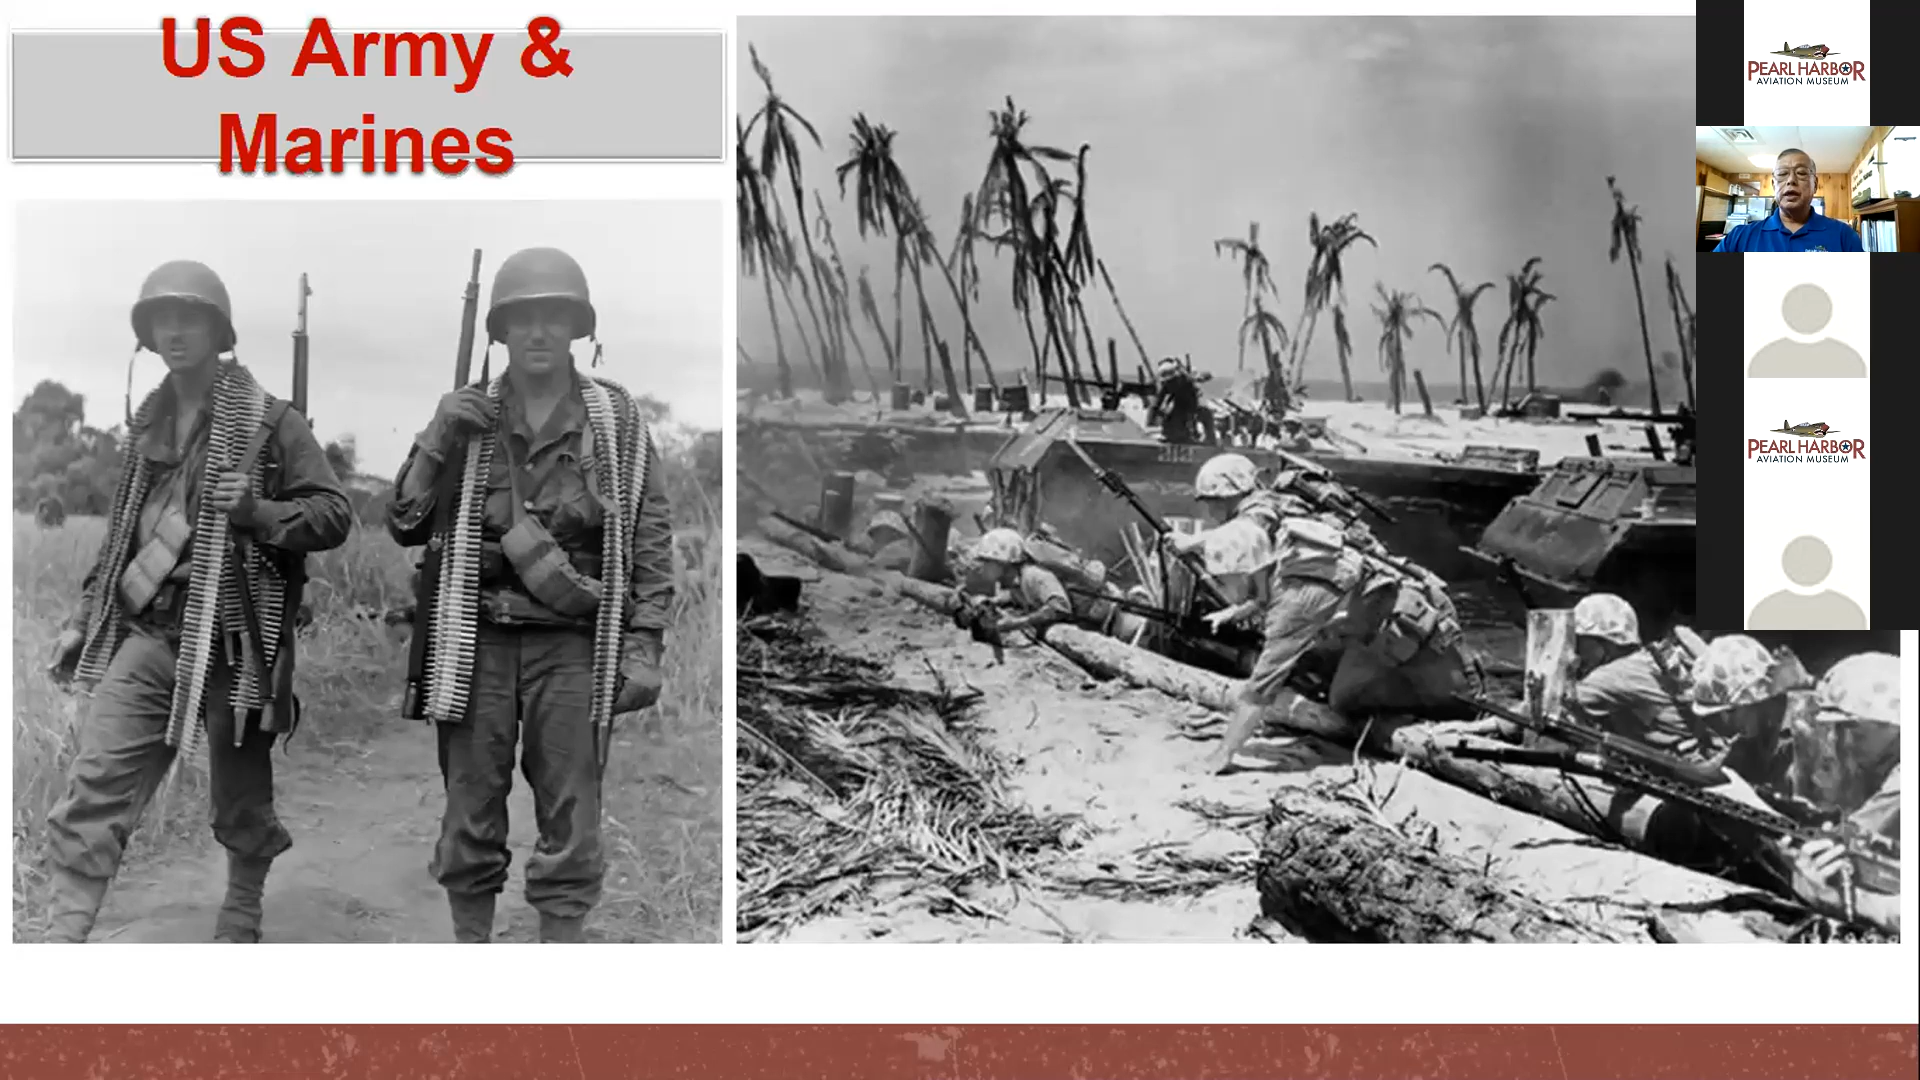 US Army &
Marines
PEARL HARBOR
AVIATION MUSEUM
PEARL HARBOR
AVIATION MUSEUM